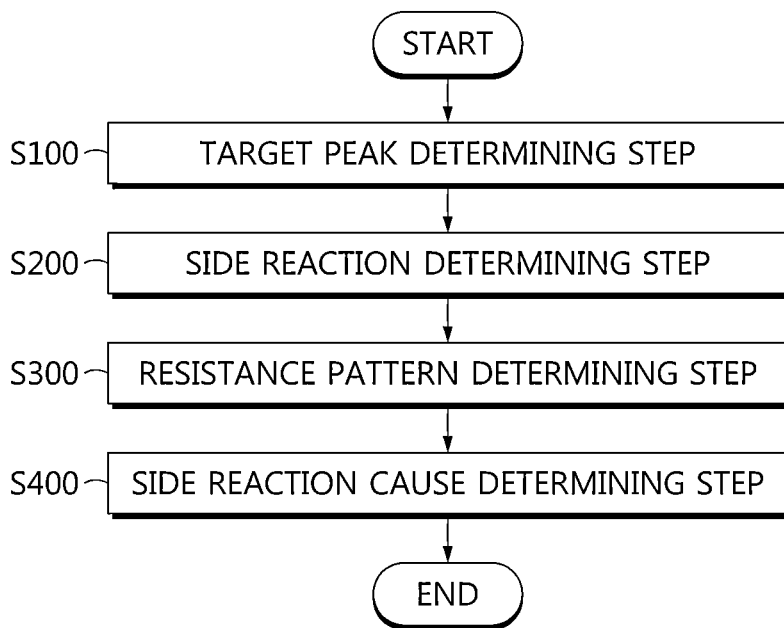 START
S100 TARGET PEAK DETERMINING STEP
S200 SIDE REACTION DETERMINING STEP
S300 RESISTANCE PATTERN DETERMINING STEP
S400 SIDE REACTION CAUSE DETERMINING STEP
END